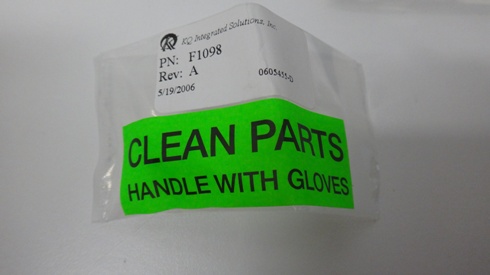 KQ Integrated Solutions, Inc.
PN: F1098
Rev: A
5/19/2006
0605455-D
CLEAN PARTS
HANDLE WITH GLOVES